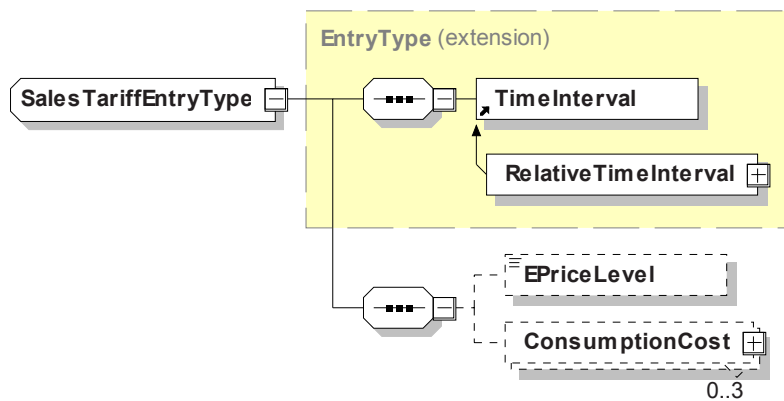 EntryType (extension)
SalesTariffEntryType
TimeInterval
RelativeTimeInterval
EPriceLevel
ConsumptionCost
0..3